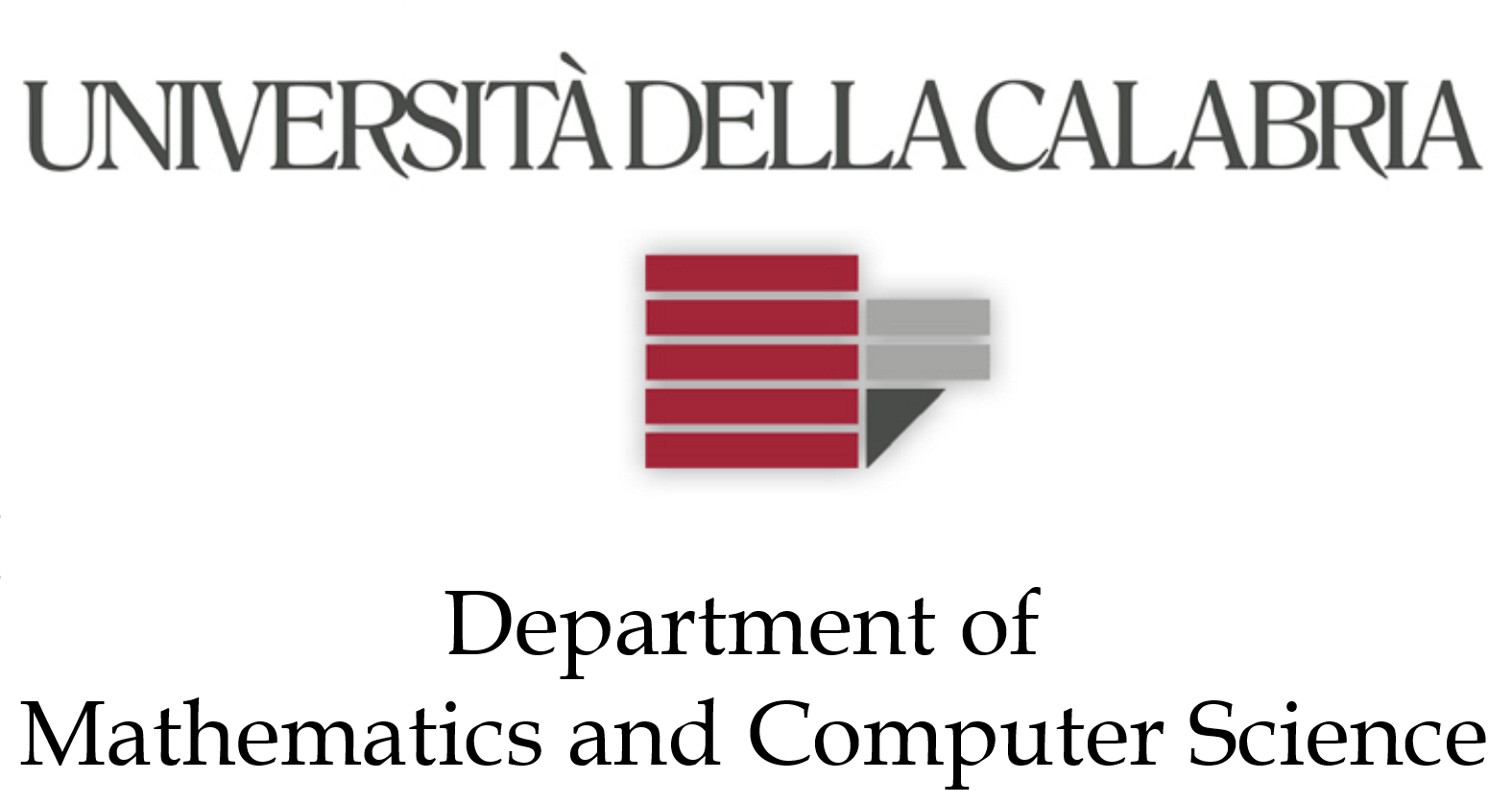 UNIVERSITÀ DELLA CALABRIA
Department of
Mathematics and Computer Science